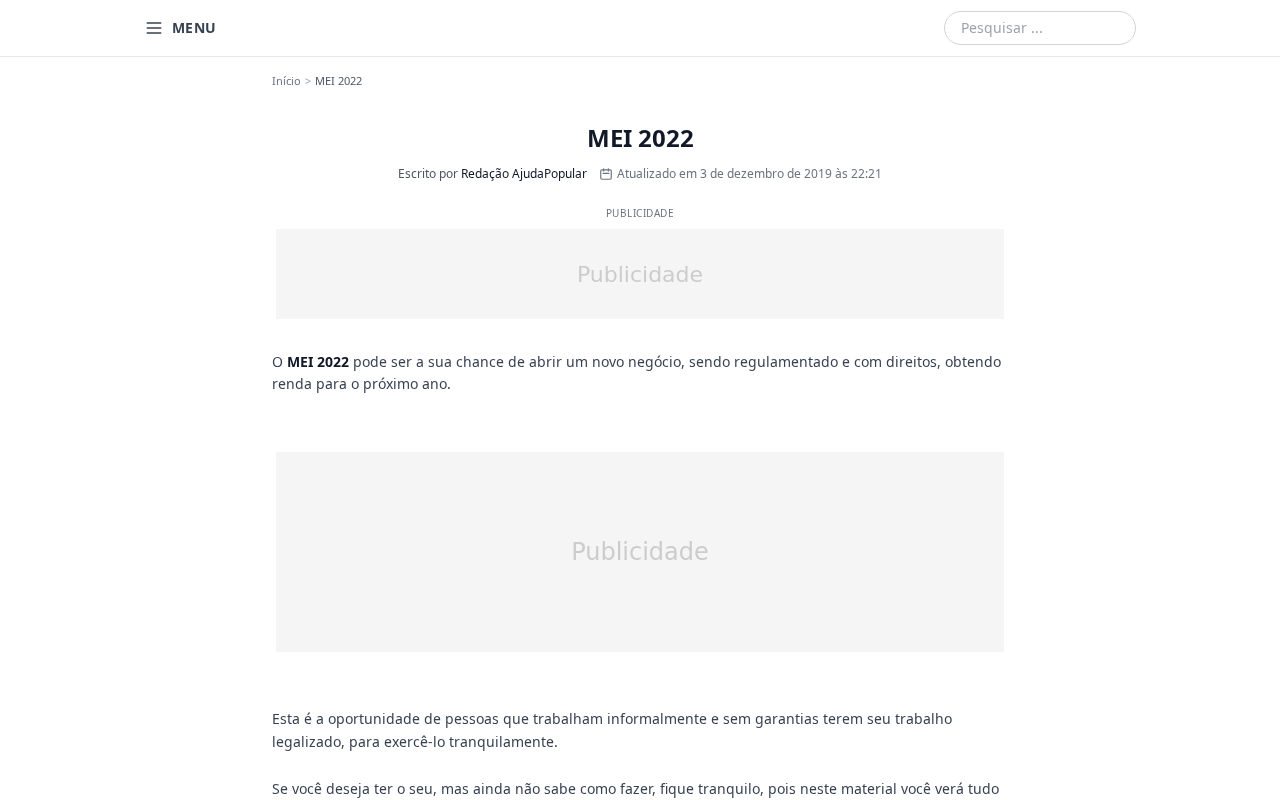 MENU
Pesquisar ...
Início > MEI 2022
MEI 2022
Escrito por Redação AjudaPopular Atualizado em 3 de dezembro de 2019 às 22:21
PUBLICIDADE
Publicidade
O MEI 2022 pode ser a sua chance de abrir um novo negócio, sendo regulamentado e com direitos, obtendo
renda para o próximo ano.
Publicidade
Esta é a oportunidade de pessoas que trabalham informalmente e sem garantias terem seu trabalho
legalizado, para exercê-lo tranquilamente.
Se você deseja ter o seu, mas ainda não sabe como fazer, fique tranquilo, pois neste material você verá tudo